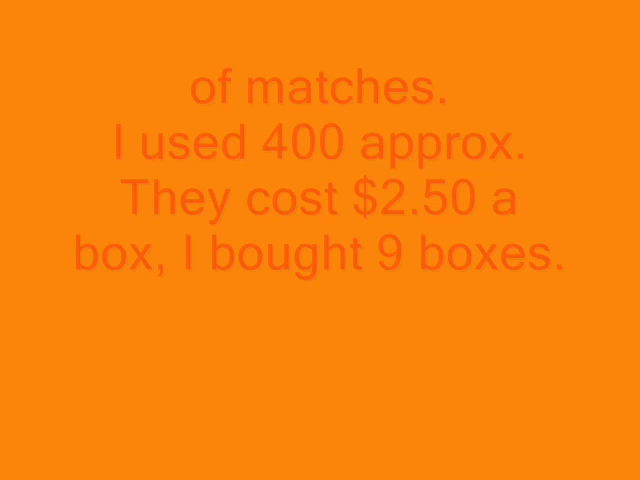 of matches.
I used 400 approx.
They cost $2.50 a
box, I bought 9 boxes.